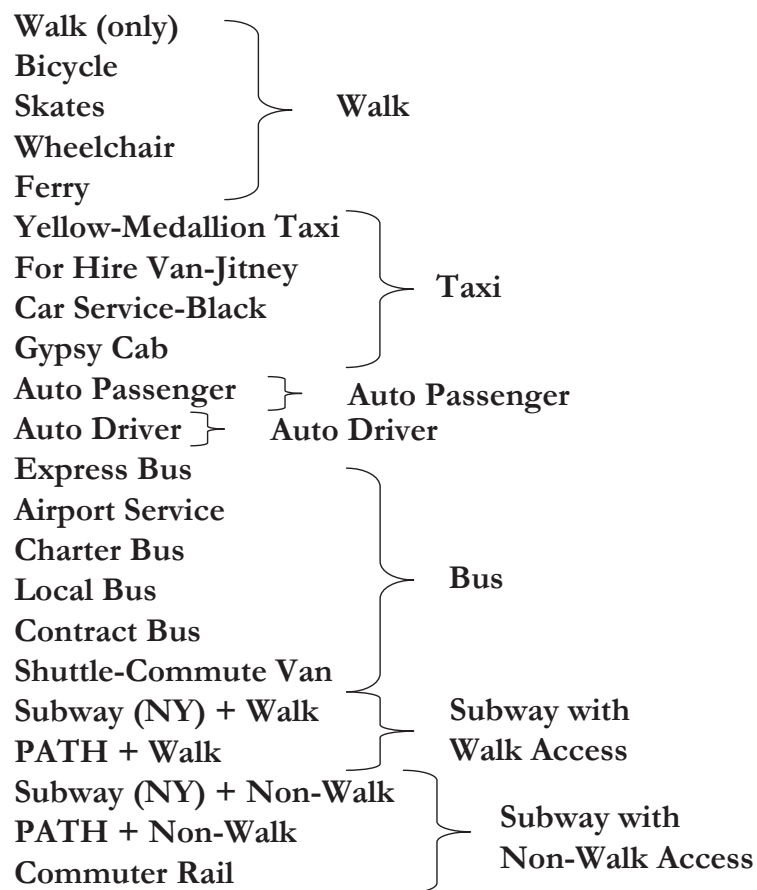 Walk (only)
Bicycle
Skates
Walk
Wheelchair
Ferry
Yellow-Medallion Taxi
For Hire Van-Jitney
Taxi
Car Service-Black
Gypsy Cab
Auto Passenger
Auto Passenger
Auto Driver
Auto Driver
Express Bus
Airport Service
Charter Bus
Local Bus
Bus
Contract Bus
Shuttle-Commute Van
Subway (NY) + Walk
PATH + Walk
Subway with
Walk Access
Subway (NY) + Non-Walk
PATH + Non-Walk
Commuter Rail
Subway with
Non-Walk Access